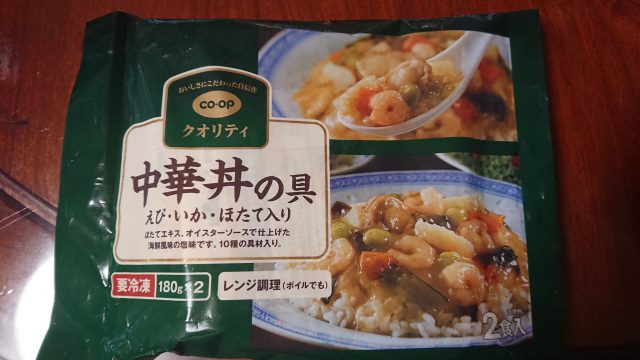 おいしさにこだわった自信作
co·op
クオリティ
中華丼の具
えび・いか・ほたて入り
ほたてエキス、オイスターソースで仕上げた
海鮮風味の塩味です。10種の具材入り。
要冷凍 180g×2
レンジ調理(ボイルでも)
2食入